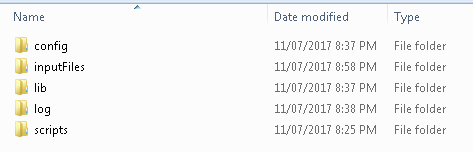 Name Date modified Type
config 11/07/2017 8:37 PM File folder
inputFiles 11/07/2017 8:58 PM File folder
lib 11/07/2017 8:37 PM File folder
log 11/07/2017 8:38 PM File folder
scripts 11/07/2017 8:25 PM File folder